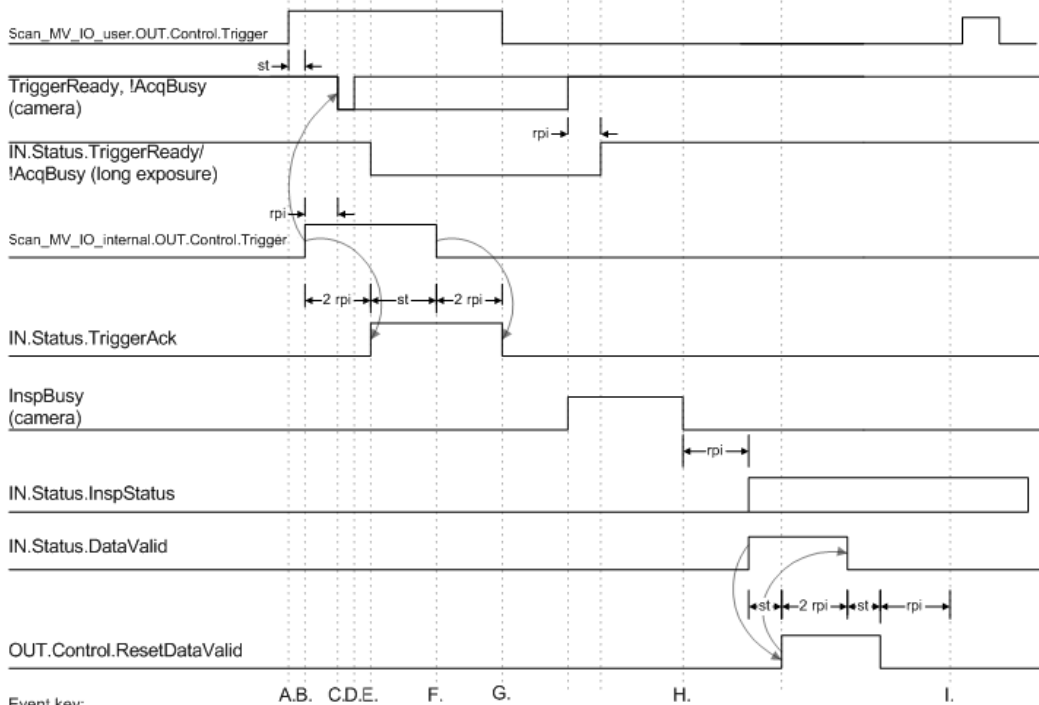 Scan_MV_IO_user.OUT.Control.Trigger
st
TriggerReady, !AcqBusy
(camera)
rpi
IN.Status.TriggerReady/
!AcqBusy (long exposure)
rpi
Scan_MV_IO_internal.OUT.Control.Trigger
2 rpi st 2 rpi
IN.Status.TriggerAck
InspBusy
(camera)
rpi
IN.Status.InspStatus
IN.Status.DataValid
st 2 rpi st rpi
OUT.Control.ResetDataValid
A.B. C.D.E. F. G. H. I.
Event key: